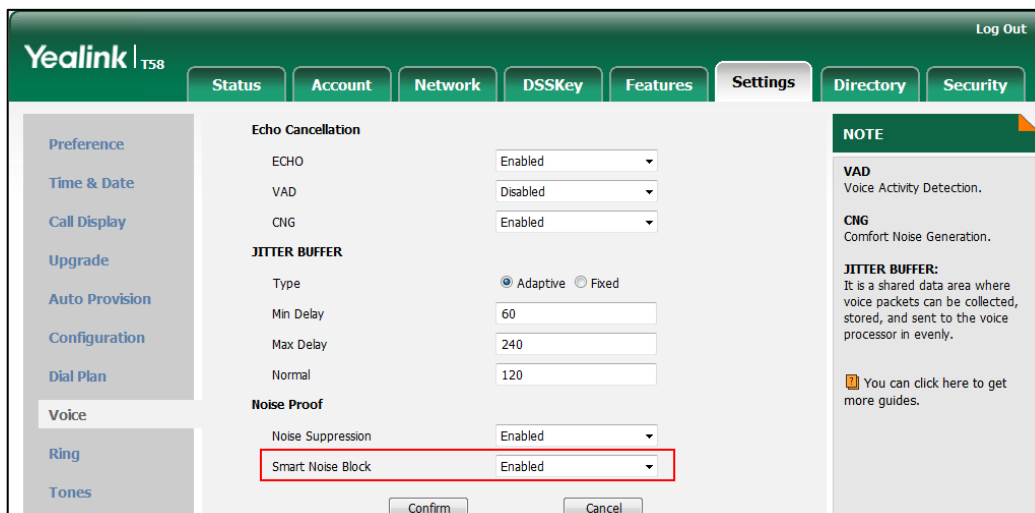 Log Out
Yealink T58
Status Account Network DSSKey Features Settings Directory Security
Preference
Time & Date
Call Display
Upgrade
Auto Provision
Configuration
Dial Plan
Voice
Ring
Tones
Echo Cancellation
ECHO Enabled
VAD Disabled
CNG Enabled
JITTER BUFFER
Type Adaptive Fixed
Min Delay 60
Max Delay 240
Normal 120
Noise Proof
Noise Suppression Enabled
Smart Noise Block Enabled
Confirm Cancel
NOTE
VAD
Voice Activity Detection.
CNG
Comfort Noise Generation.
JITTER BUFFER:
It is a shared data area where
voice packets can be collected,
stored, and sent to the voice
processor in evenly.
? You can click here to get
more guides.